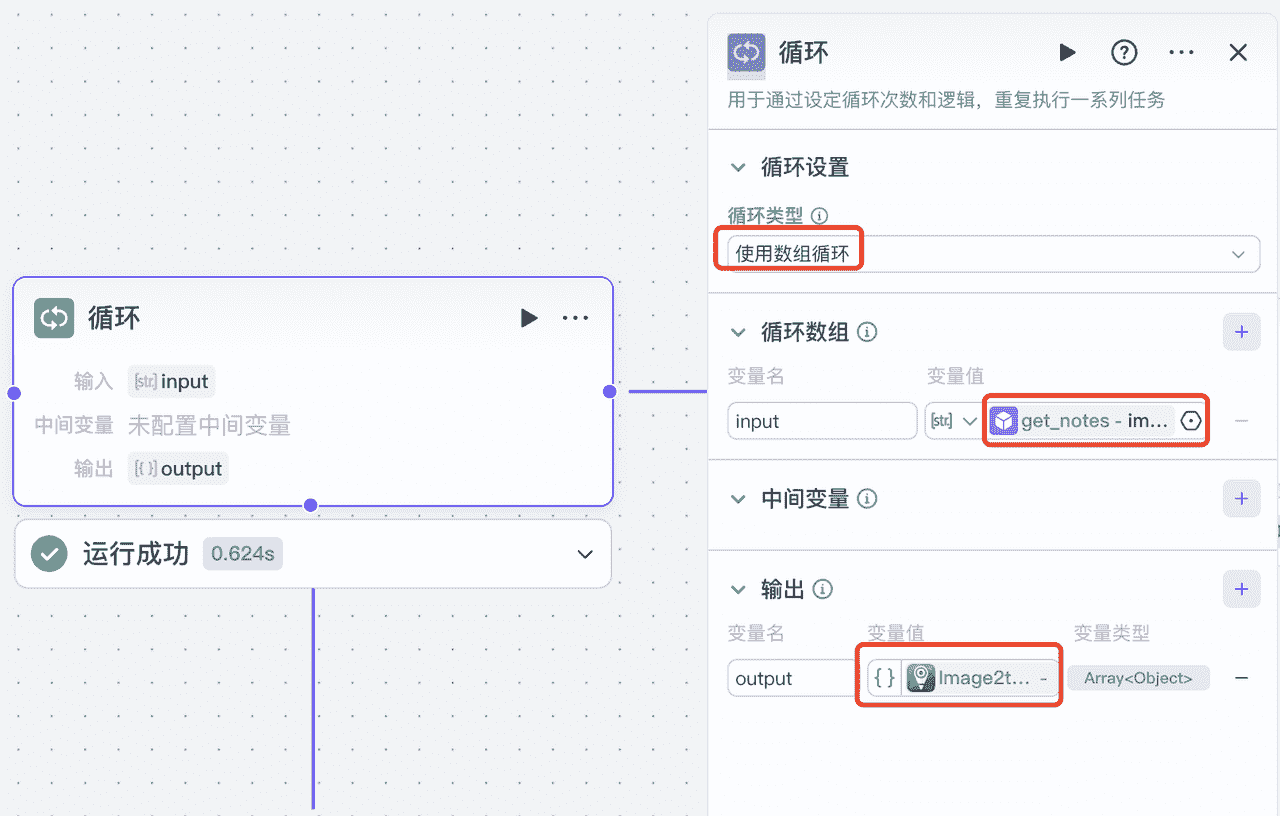 循环
输入 [str] input
中间变量 未配置中间变量
输出 [{}] output
运行成功 0.624s
循环
用于通过设定循环次数和逻辑，重复执行一系列任务
循环设置
循环类型
使用数组循环
循环数组
变量名 变量值
input [str] get_notes - im...
中间变量
输出
变量名 变量值 变量类型
output { } Image2t... - Array<Object>